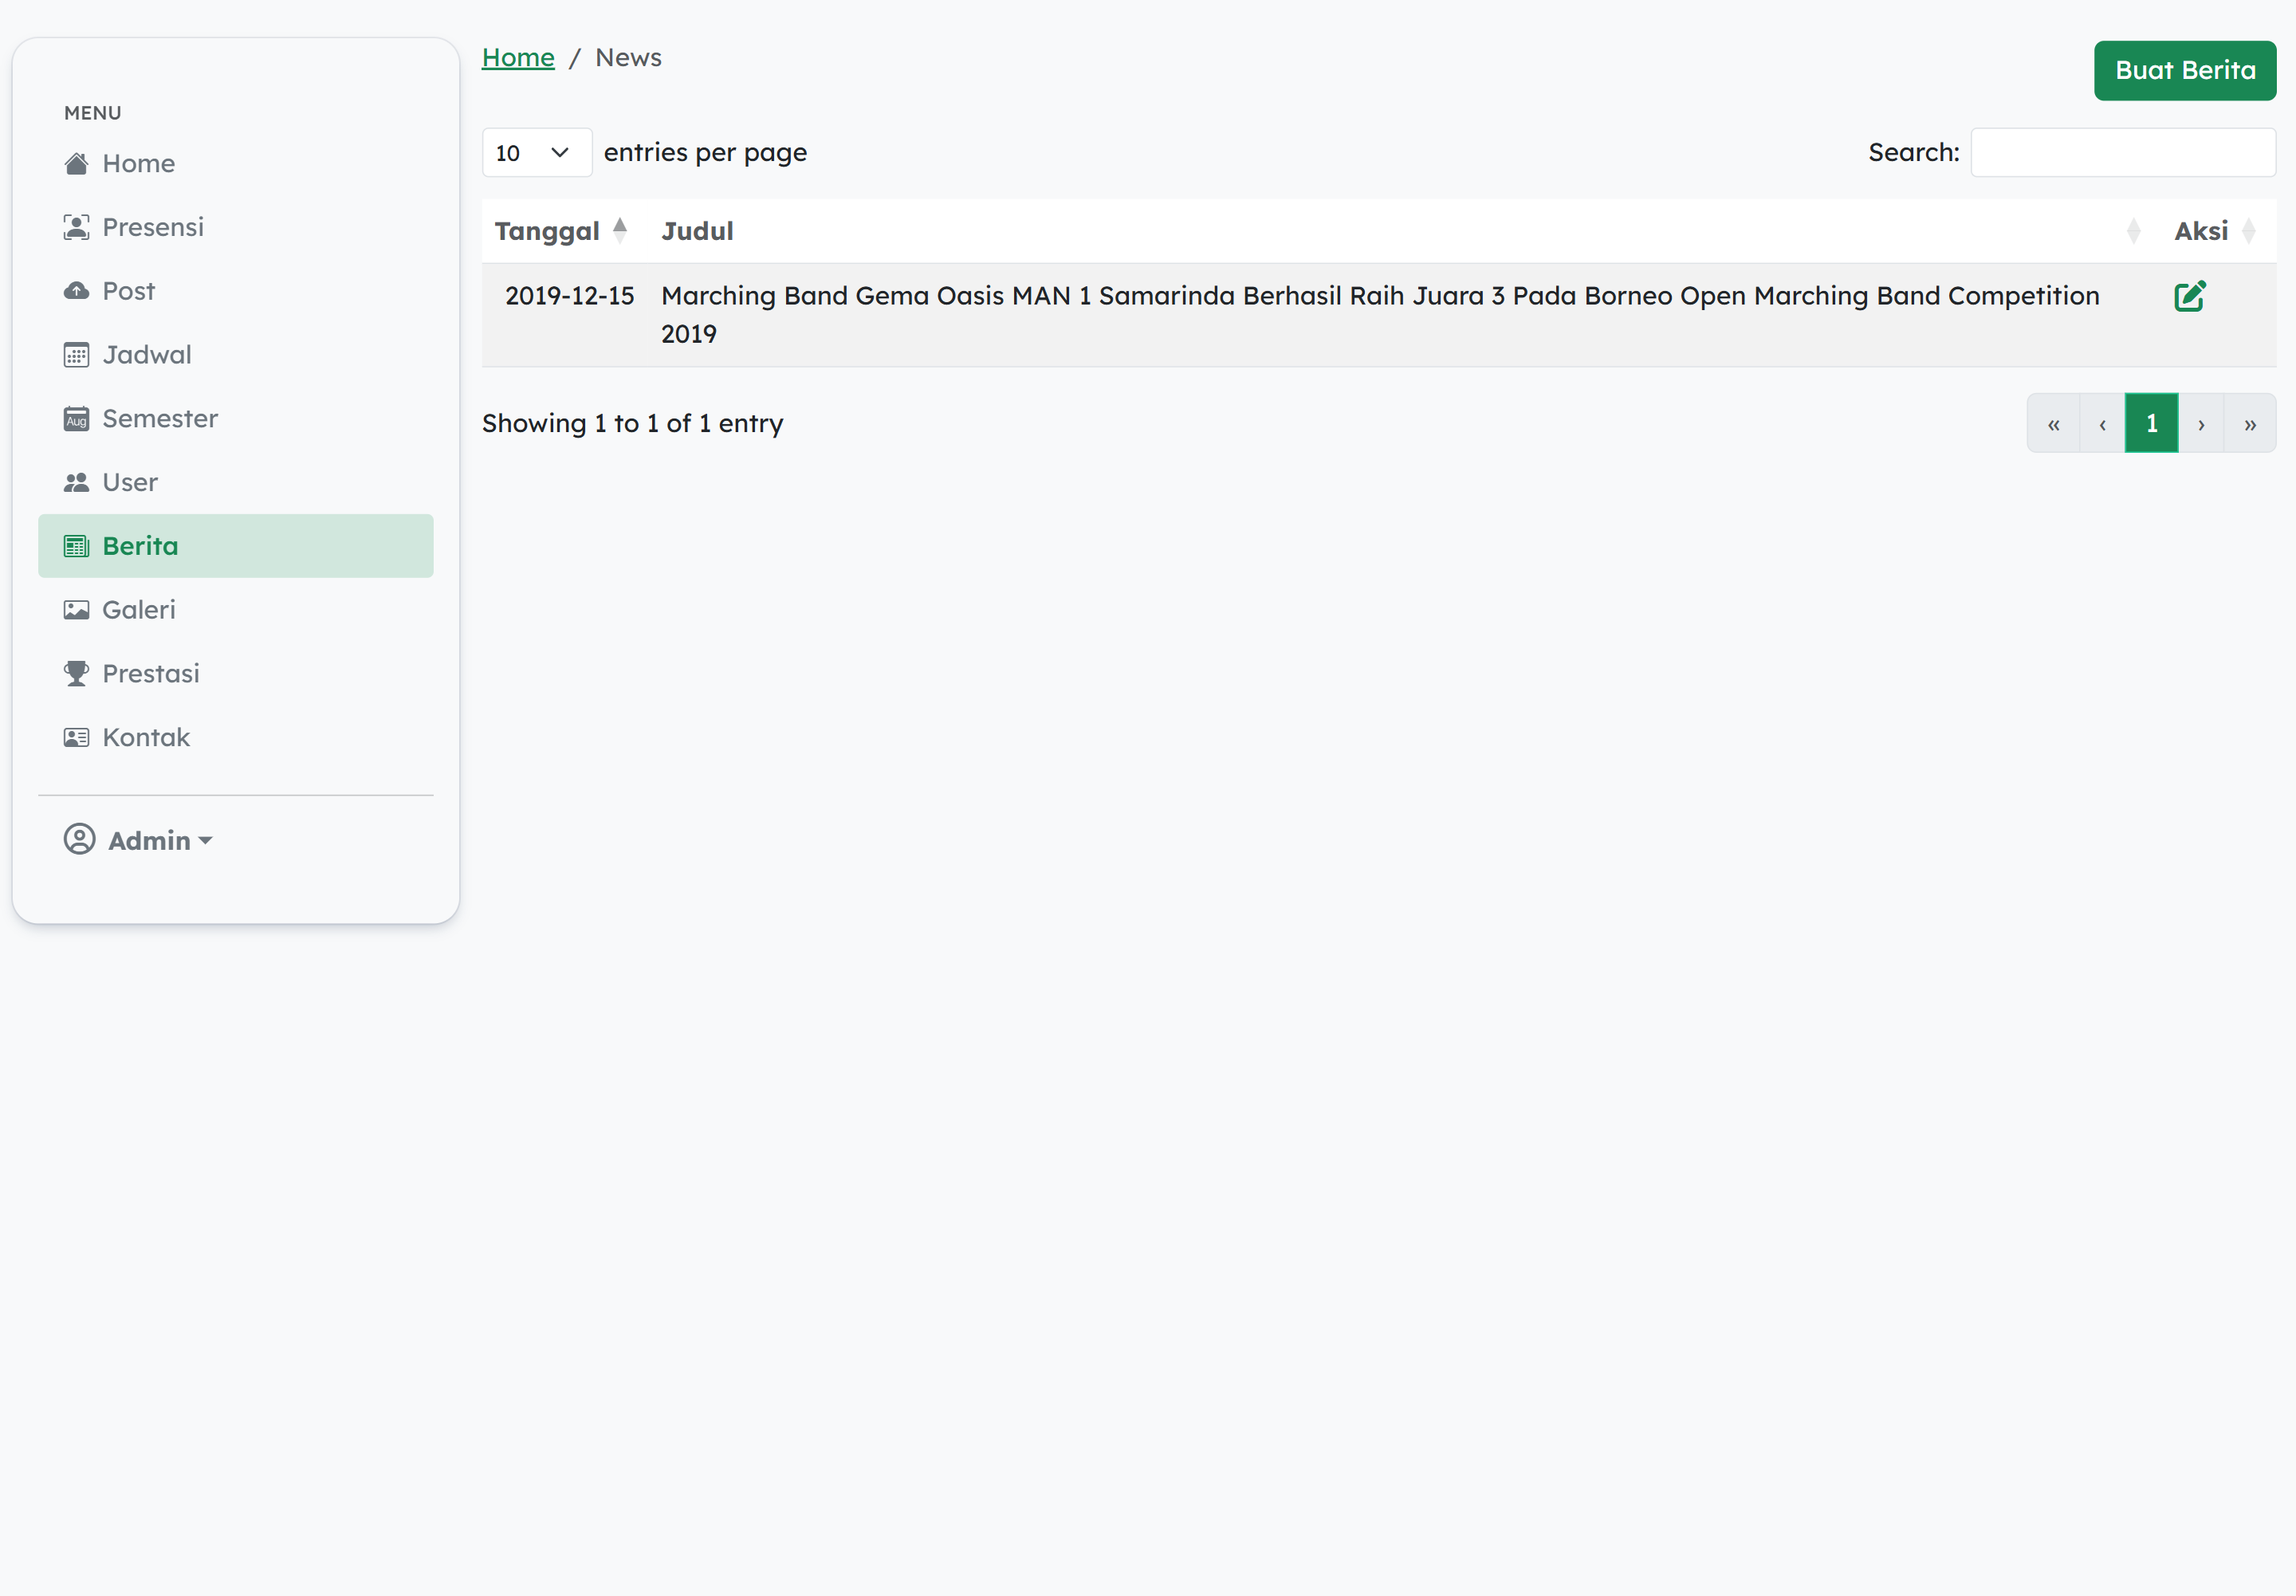 MENU
Home
Presensi
Post
Jadwal
Aug
Semester
User
Berita
Galeri
Prestasi
Kontak
Admin
Home / News
Buat Berita
10 entries per page
Search:
Tanggal Judul Aksi
2019-12-15 Marching Band Gema Oasis MAN 1 Samarinda Berhasil Raih Juara 3 Pada Borneo Open Marching Band Competition
2019
Showing 1 to 1 of 1 entry
« ‹ 1 › »